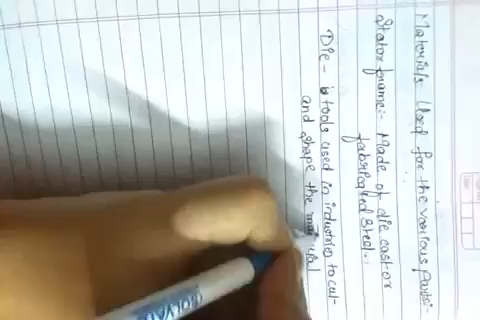 Materials Used for the various parts:-
Stator frame:- Made of die cast or
fabricated steel.
Die - tools used in industries to cut
and shape the material